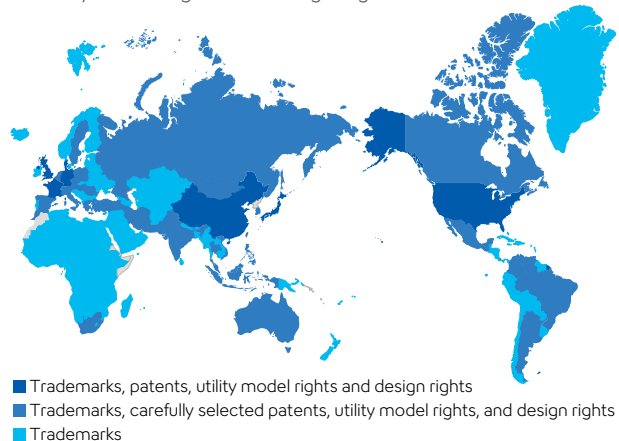 Trademarks, patents, utility model rights and design rights
Trademarks, carefully selected patents, utility model rights, and design rights
Trademarks